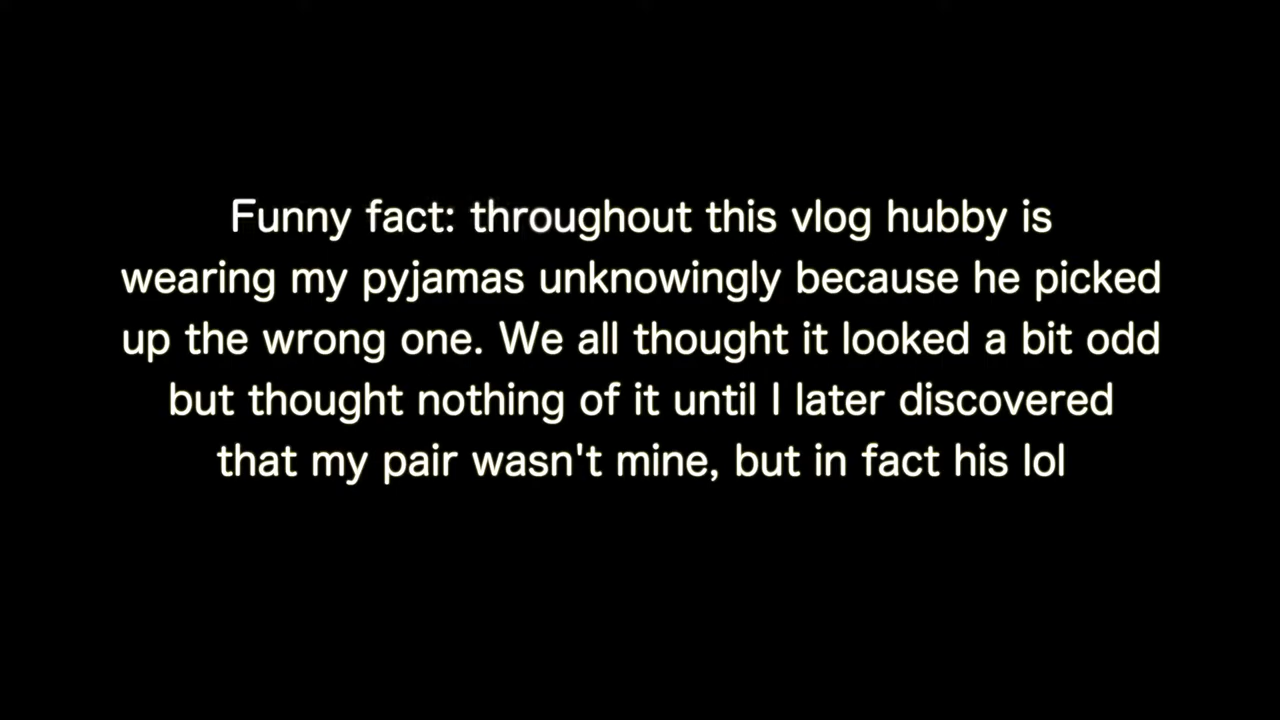 Funny fact: throughout this vlog hubby is
wearing my pyjamas unknowingly because he picked
up the wrong one. We all thought it looked a bit odd
but thought nothing of it until I later discovered
that my pair wasn't mine, but in fact his lol